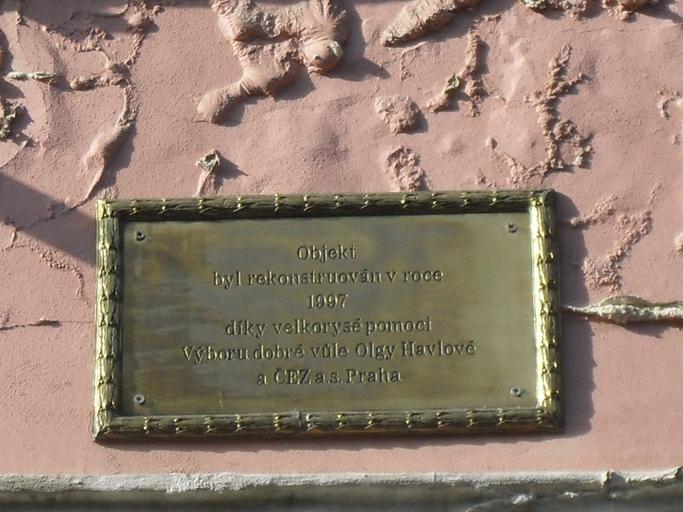 Objekt
byl rekonstruován v roce
1997
díky velkorysé pomoci
Výboru dobré vůle Olgy Havlové
a ČEZ a.s. Praha